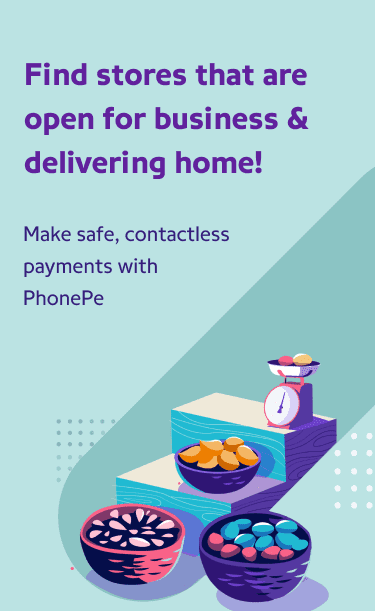 Find stores that are
open for business &
delivering home!
Make safe, contactless
payments with
PhonePe